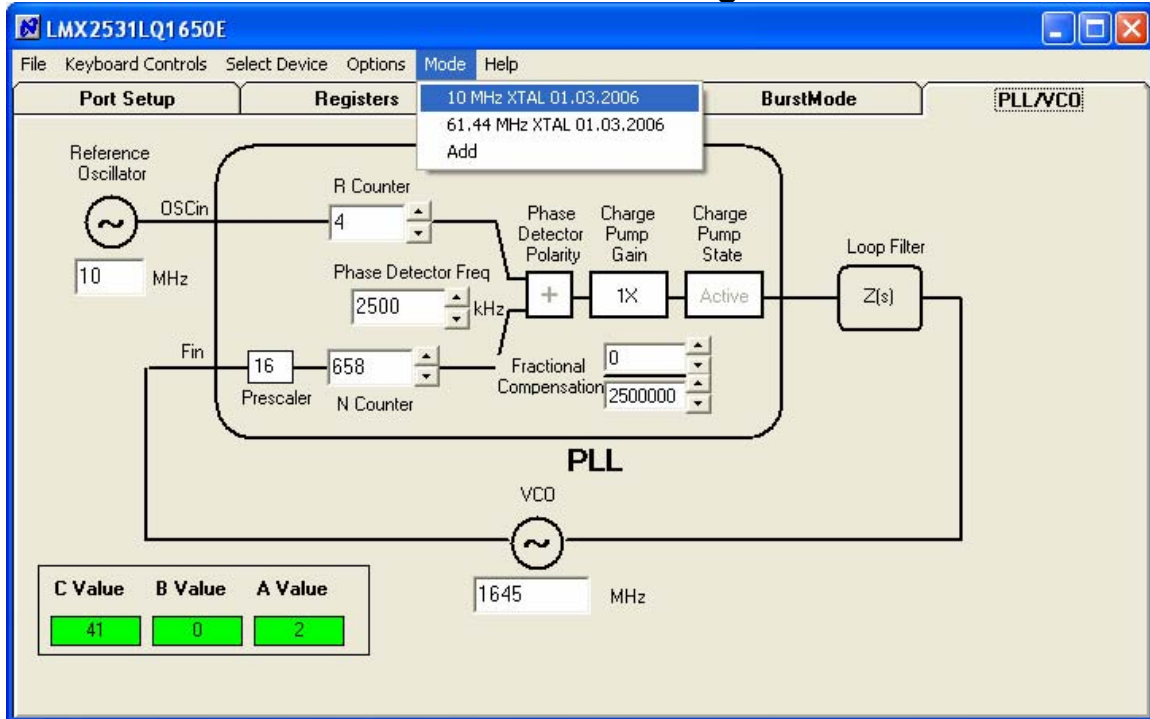 LMX2531LQ1650E
File Keyboard Controls Select Device Options Mode Help
Port Setup Registers BurstMode PLL/VCO
10 MHz XTAL 01.03.2006
61.44 MHz XTAL 01.03.2006
Add
Reference
Oscillator
OSCin
10 MHz
R Counter
4
Phase Detector Freq
2500 kHz
Fin
16
Prescaler
658
N Counter
Phase
Detector
Polarity
+
Charge
Pump
Gain
1X
Charge
Pump
State
Active
Fractional
Compensation
0
2500000
Loop Filter
Z(s)
PLL
VCO
1645 MHz
C Value B Value A Value
41 0 2